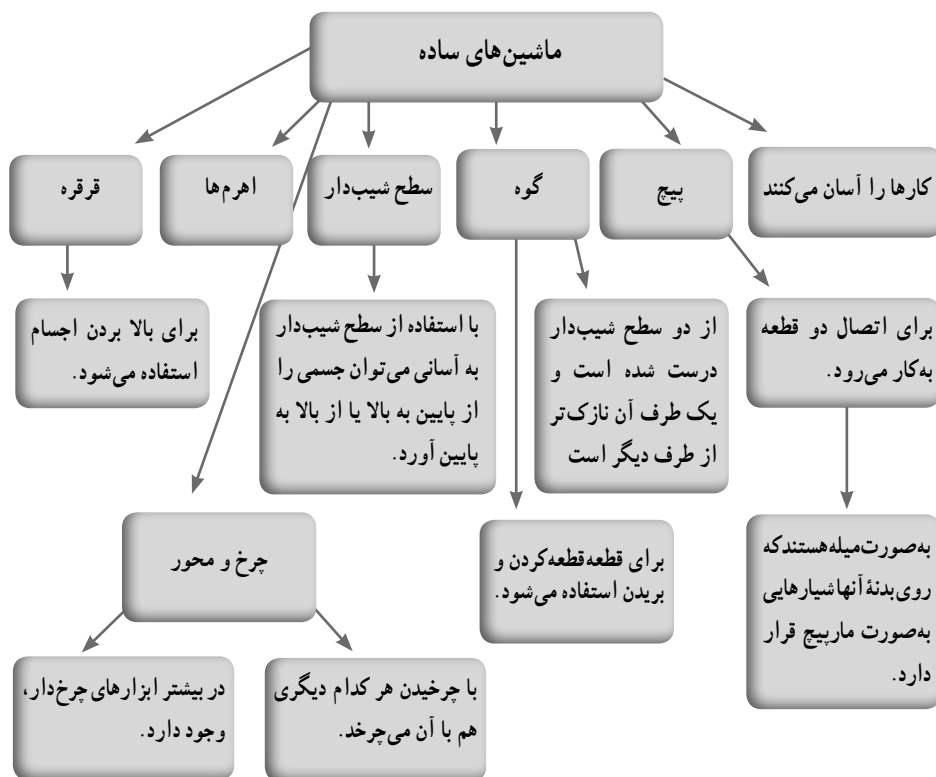 ماشین‌های ساده
کارها را آسان می‌کنند
پیچ
گوه
سطح شیب‌دار
اهرم‌ها
قرقره
برای اتصال دو قطعه
به‌کار می‌رود.
از دو سطح شیب‌دار
درست شده است و
یک طرف آن نازک‌تر
از طرف دیگر است
با استفاده از سطح شیب‌دار
به آسانی می‌توان جسمی را
از پایین به بالا یا از بالا به
پایین آورد.
برای بالا بردن اجسام
استفاده می‌شود.
به‌صورت میله هستند که
روی بدنهٔ آنها شیارهایی
به‌صورت مارپیچ قرار
دارد.
برای قطعه‌قطعه‌کردن و
بریدن استفاده می‌شود.
چرخ و محور
با چرخیدن هر کدام دیگری
هم با آن می‌چرخد.
در بیشتر ابزارهای چرخ‌دار،
وجود دارد.